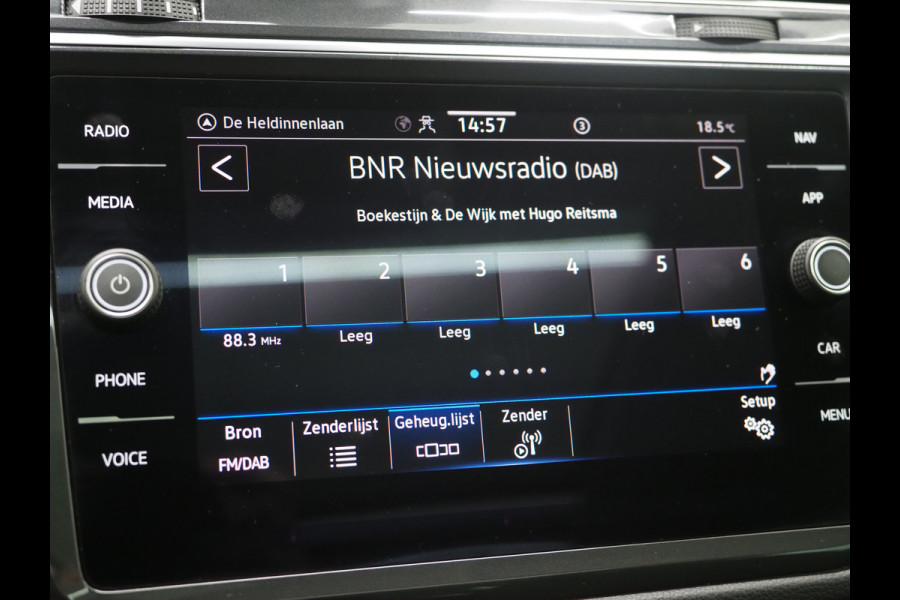 De Heldinnenlaan 14:57 3 18.5°C
RADIO
NAV
< BNR Nieuwsradio (DAB) >
MEDIA
APP
Boekestijn & De Wijk met Hugo Reitsma
1 2 3 4 5 6
88.3 MHz Leeg Leeg Leeg Leeg Leeg
CAR
PHONE
Setup
MENU
Bron Zenderlijst Geheug.lijst Zender
FM/DAB
VOICE